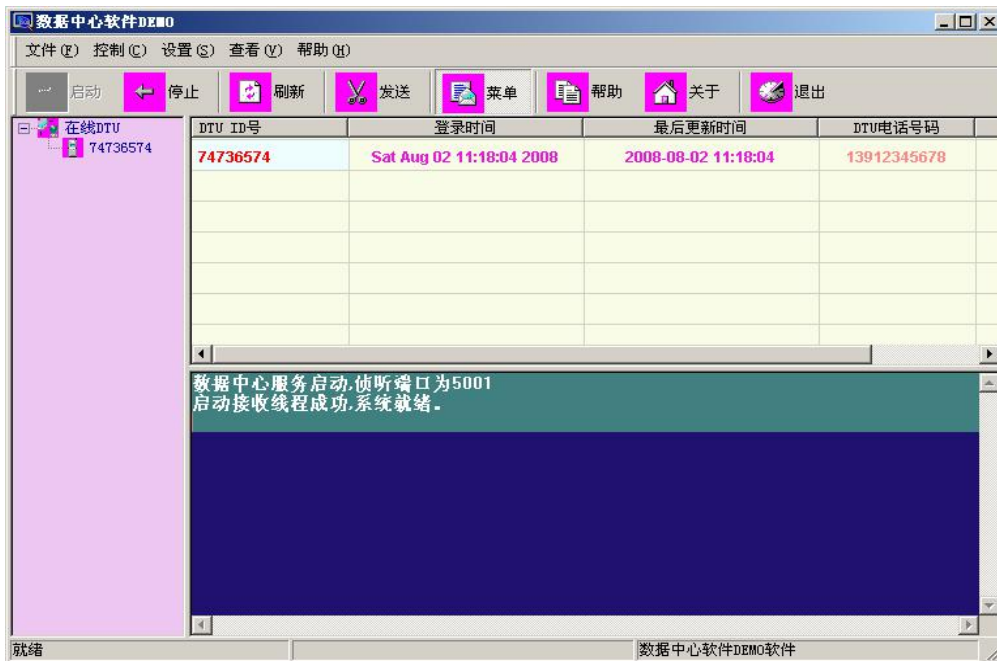 数据中心软件DEMO
文件(F) 控制(C) 设置(S) 查看(V) 帮助(H)
启动 停止 刷新 发送 菜单 帮助 关于 退出
在线DTU
74736574
DTU ID号 登录时间 最后更新时间 DTU电话号码
74736574 Sat Aug 02 11:18:04 2008 2008-08-02 11:18:04 13912345678
数据中心服务启动,侦听端口为5001
启动接收线程成功,系统就绪.
就绪 数据中心软件DEMO软件